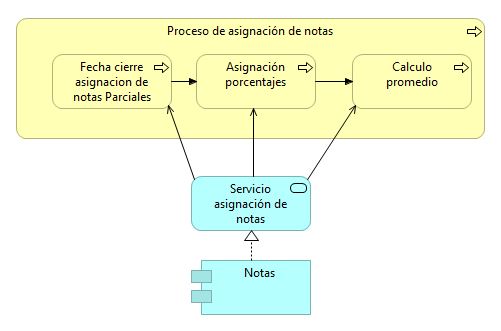 Proceso de asignación de notas
Fecha cierre
asignacion de
notas Parciales
Asignación
porcentajes
Calculo
promedio
Servicio
asignación de
notas
Notas